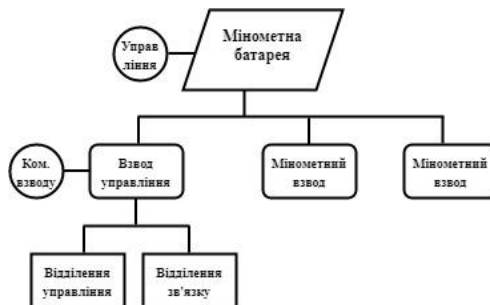 Управ
ління
Мінометна
батарея
Ком.
взводу
Взвод
управління
Мінометний
взвод
Мінометний
взвод
Відділення
управління
Відділення
зв'язку